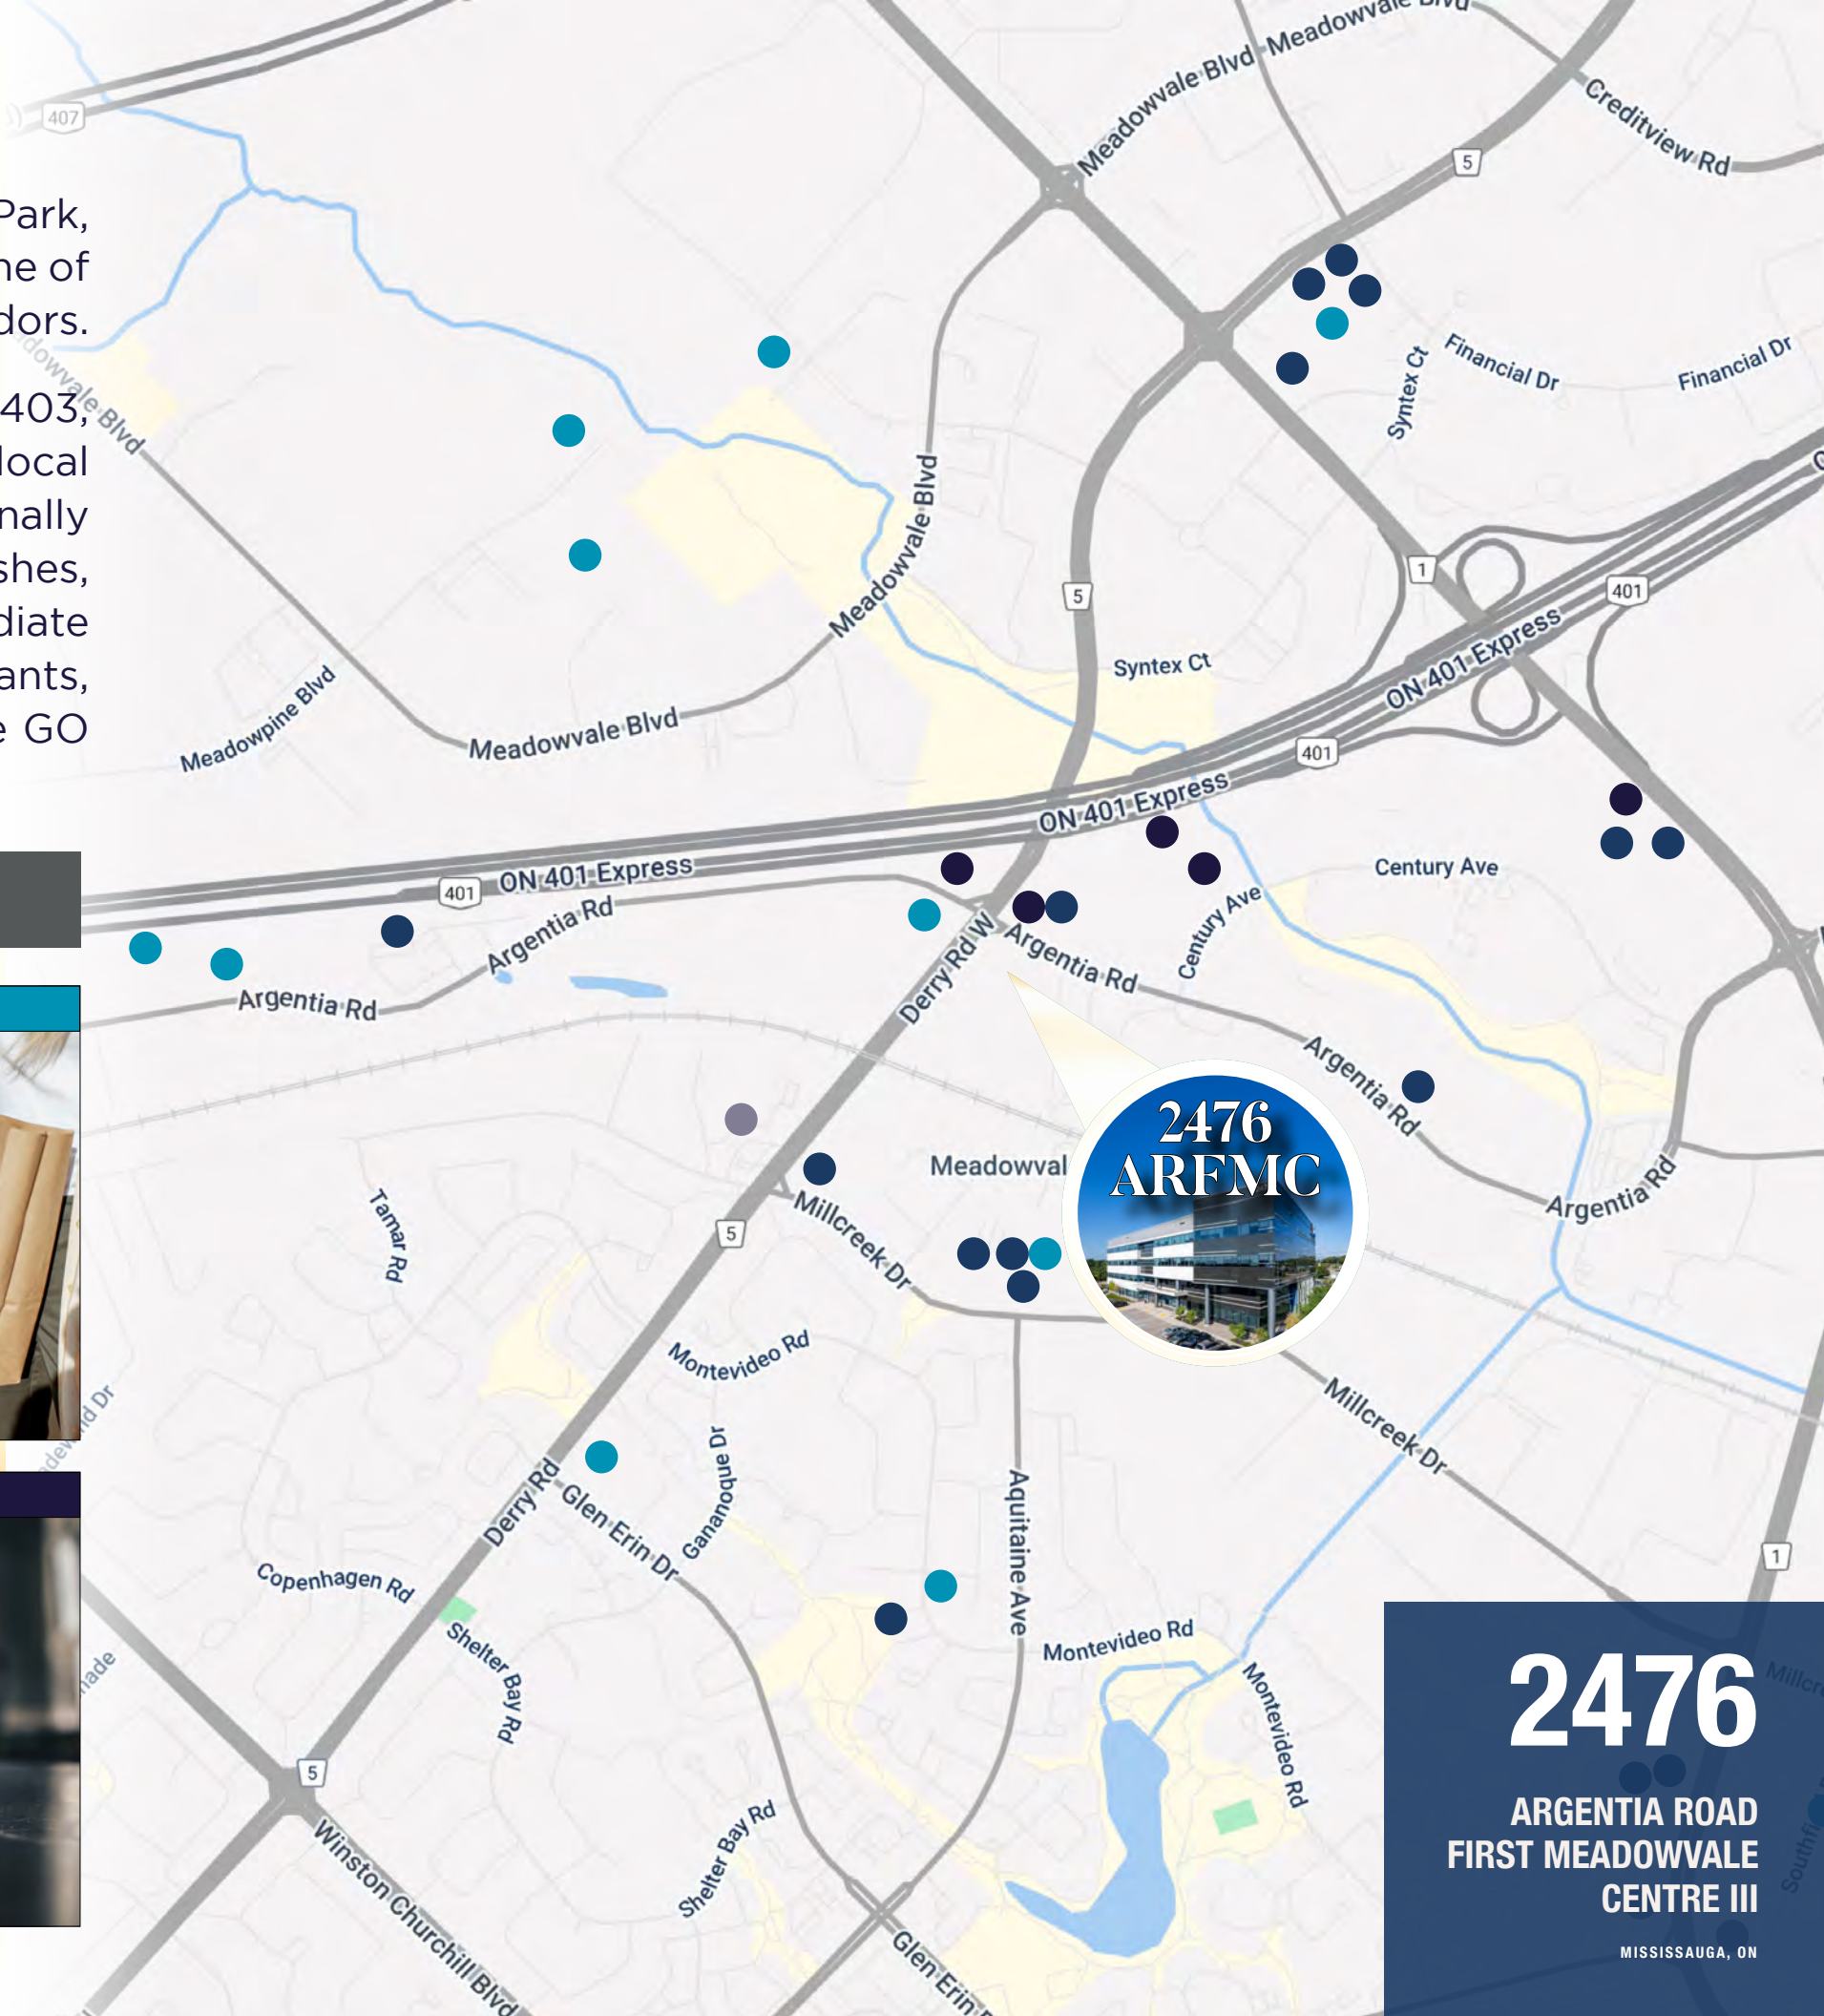 Park,
ne of
dors.
403,
local
nally
shes,
diate
ants,
e GO
407
Meadowvale Blvd
Meadowvale Blvd
Creditview Rd
5
Financial Dr
Financial Dr
Syntex Ct
Blvd
Meadowvale Blvd
5
1
401
ON 401 Express
Syntex Ct
Meadowpine Blvd
Meadowvale Blvd
401
ON 401 Express
ON 401 Express
401
Century Ave
Argentia Rd
Century Ave
Argentia Rd
Derry Rd W
Argentia Rd
Argentia Rd
2476
ARFMC
Meadowval
Argentia Rd
Tamar Rd
5
Millcreek Dr
Montevideo Rd
Millcreek Dr
Gananoque Dr
Derry Rd
Glen Erin Dr
Aquitaine Ave
Copenhagen Rd
1
Shelter Bay Rd
Montevideo Rd
Montevideo Rd
nade
5
Shelter Bay Rd
Winston Churchill Blvd
Glen Erin
2476
ARGENTIA ROAD
FIRST MEADOWVALE
CENTRE III
MISSISSAUGA, ON